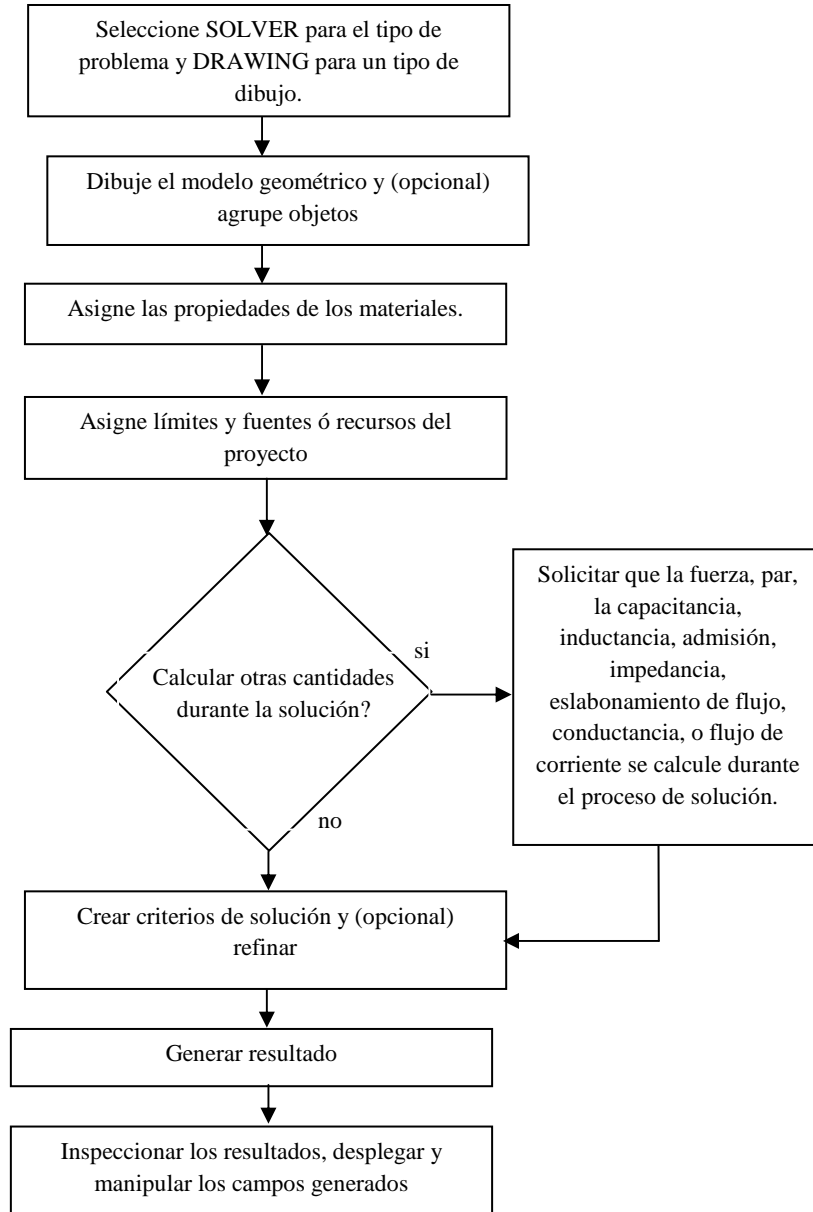 Seleccione SOLVER para el tipo de
problema y DRAWING para un tipo de
dibujo.
Dibuje el modelo geométrico y (opcional)
agrupe objetos
Asigne las propiedades de los materiales.
Asigne límites y fuentes ó recursos del
proyecto
Calcular otras cantidades
durante la solución?
si
no
Solicitar que la fuerza, par,
la capacitancia,
inductancia, admisión,
impedancia,
eslabonamiento de flujo,
conductancia, o flujo de
corriente se calcule durante
el proceso de solución.
Crear criterios de solución y (opcional)
refinar
Generar resultado
Inspeccionar los resultados, desplegar y
manipular los campos generados